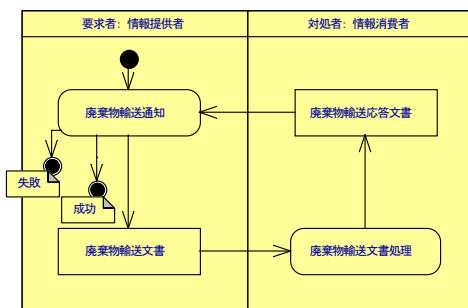 要求者：情報提供者
対処者：情報消費者
廃棄物輸送通知
廃棄物輸送応答文書
失敗
成功
廃棄物輸送文書
廃棄物輸送文書処理